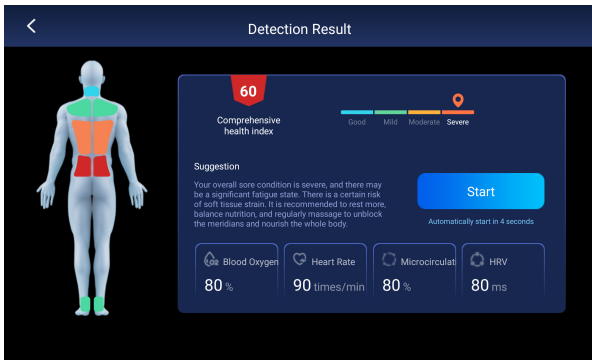 Detection Result
60
Comprehensive
health index
Good Mild Moderate Severe
Suggestion
Your overall sore condition is severe, and there may
be a significant fatigue state. There is a certain risk
of soft tissue strain. It is recommended to rest more,
balance nutrition, and regularly massage to unblock
the meridians and nourish the whole body.
Start
Automatically start in 4 seconds
Blood Oxygen Heart Rate Microcirculat HRV
80 % 90 times/min 80 % 80 ms